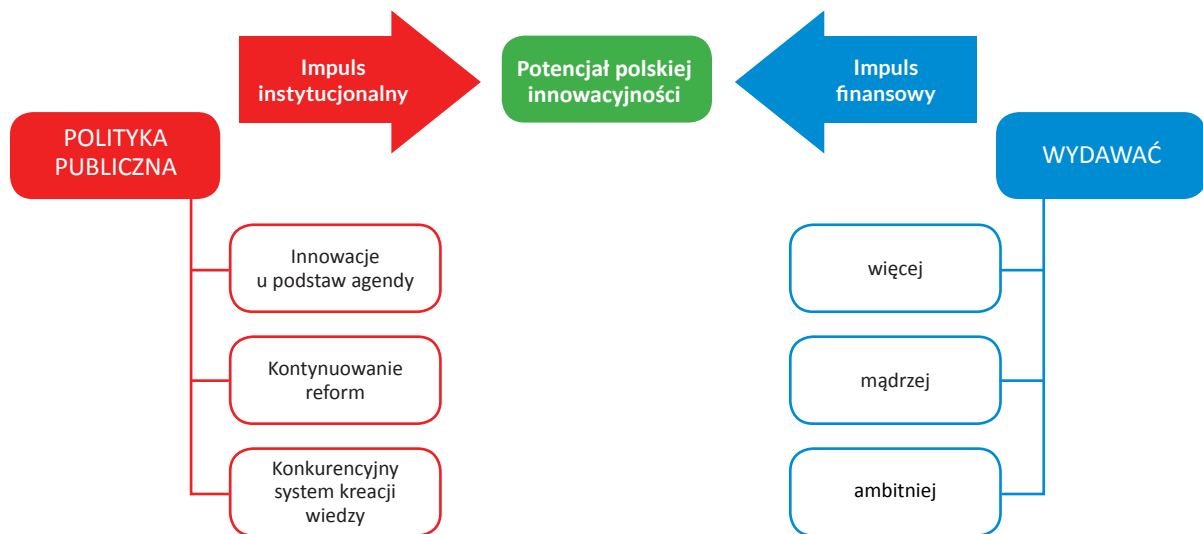 Impuls
instytucjonalny
Potencjał polskiej
innowacyjności
Impuls
finansowy
POLITYKA
PUBLICZNA
WYDAWAĆ
Innowacje
u podstaw agendy
Kontynuowanie
reform
Konkurencyjny
system kreacji
wiedzy
więcej
mądrzej
ambitniej